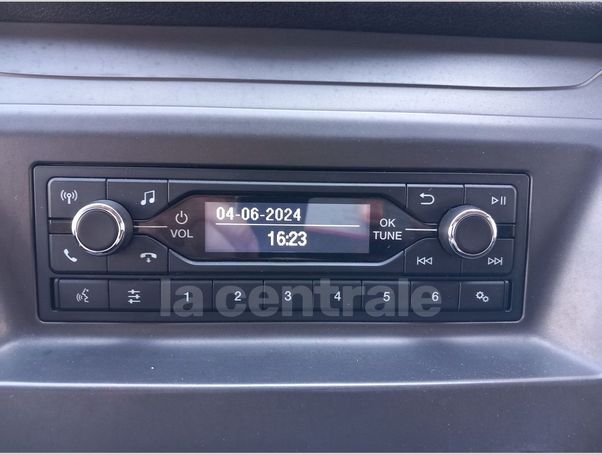 04-06-2024
16:23
VOL
OK
TUNE
1 2 3 4 5 6
la centrale